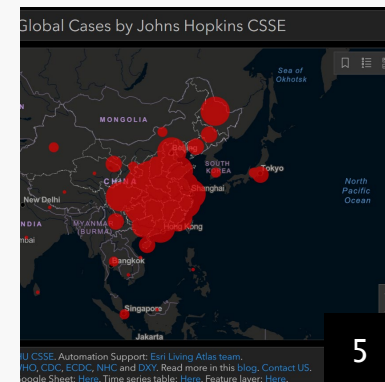 Global Cases by Johns Hopkins CSSE
Sea of
Okhotsk
MONGOLIA
Beijing
SOUTH
KOREA
Tokyo
CHINA
Shanghai
North
Pacific
Ocean
New Delhi
NDIA
MYANMAR
(BURMA)
Hong Kong
mbai
Bangkok
Singapore
Jakarta
5
HU CSSE. Automation Support: Esri Living Atlas team.
WHO, CDC, ECDC, NHC and DXY. Read more in this blog. Contact US.
Google Sheet: Here. Time series table: Here. Feature layer: Here.